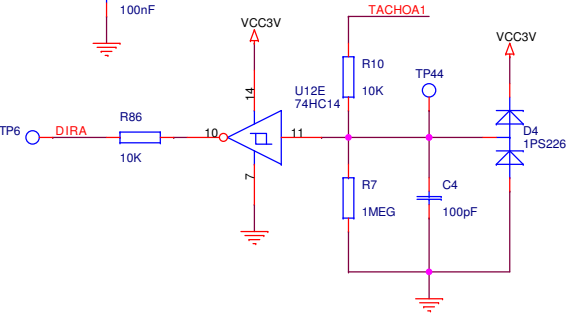 100nF
TACHOA1
VCC3V
VCC3V
R10
10K
TP44
14
U12E
74HC14
R86
10K
TP6
DIRA
10
11
D4
1PS226
7
R7
1MEG
C4
100pF